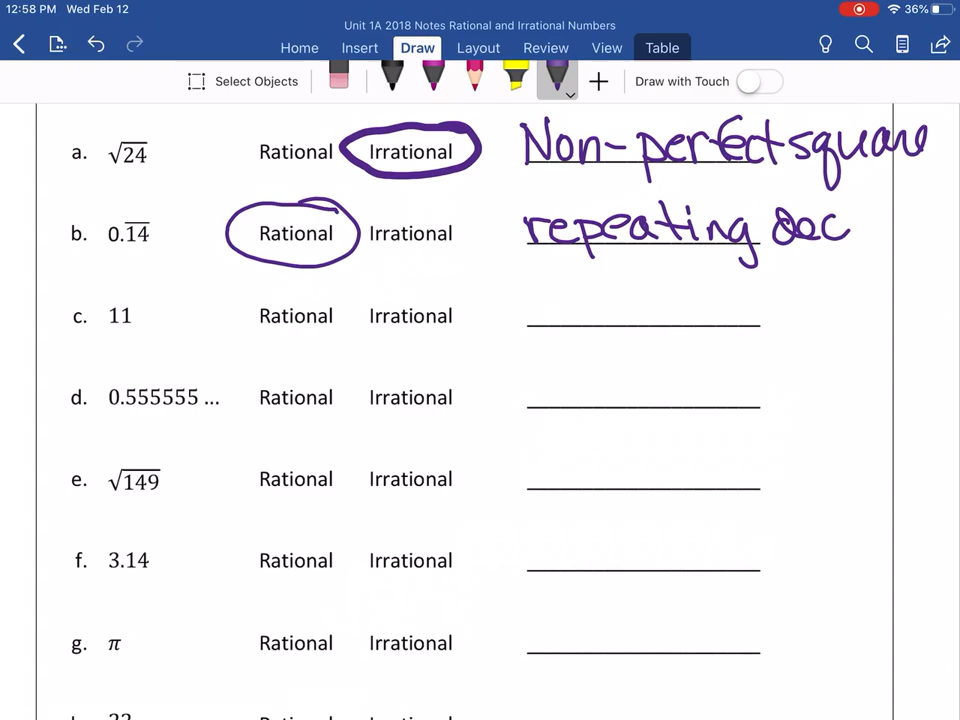 12:58 PM Wed Feb 12 36%
Unit 1A 2018 Notes Rational and Irrational Numbers
Home Insert Draw Layout Review View Table
Select Objects Draw with Touch
a. √24 Rational Irrational Non-perfect square
b. 0.1̅4̅ Rational Irrational repeating dec
c. 11 Rational Irrational
d. 0.555555 ... Rational Irrational
e. √149 Rational Irrational
f. 3.14 Rational Irrational
g. π Rational Irrational